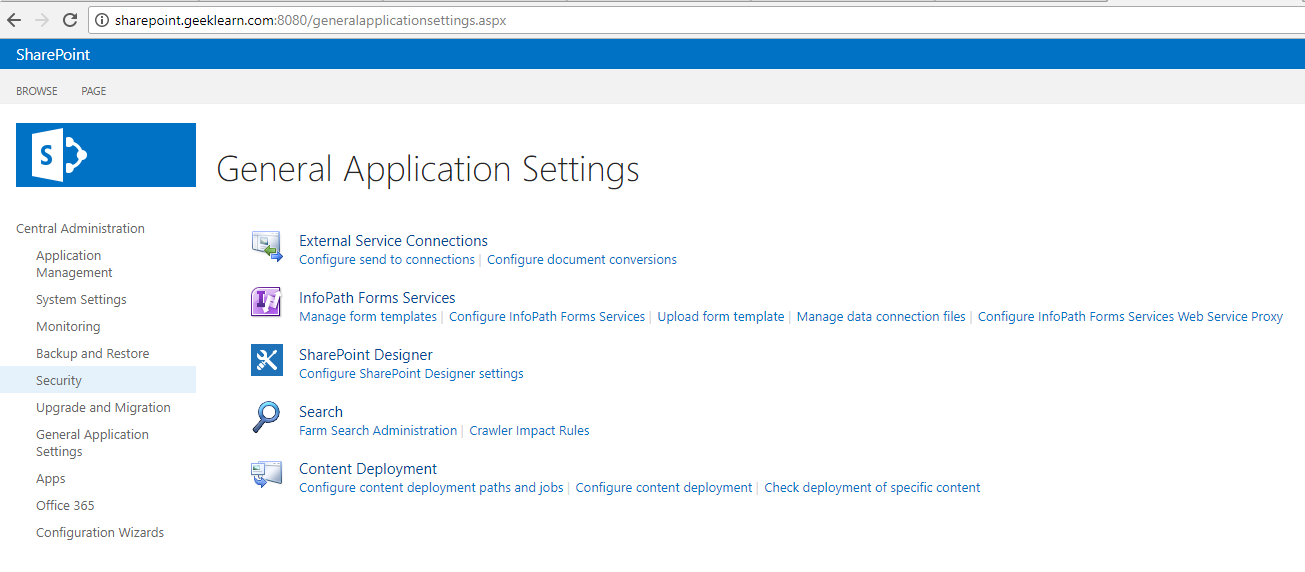 sharepoint.geeklearn.com:8080/generalapplicationsettings.aspx
SharePoint
BROWSE PAGE
S
General Application Settings
Central Administration
Application
Management
System Settings
Monitoring
Backup and Restore
Security
Upgrade and Migration
General Application
Settings
Apps
Office 365
Configuration Wizards
External Service Connections
Configure send to connections | Configure document conversions
InfoPath Forms Services
Manage form templates | Configure InfoPath Forms Services | Upload form template | Manage data connection files | Configure InfoPath Forms Services Web Service Proxy
SharePoint Designer
Configure SharePoint Designer settings
Search
Farm Search Administration | Crawler Impact Rules
Content Deployment
Configure content deployment paths and jobs | Configure content deployment | Check deployment of specific content